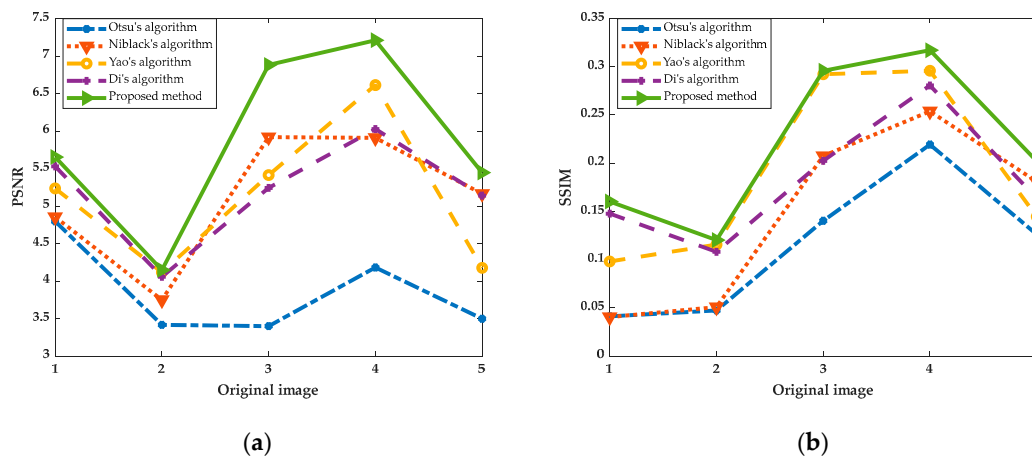 7.5
7
6.5
6
5.5
5
4.5
4
3.5
3
PSNR
Otsu's algorithm
Niblack's algorithm
Yao's algorithm
Di's algorithm
Proposed method
1
2
3
4
5
Original image
(a)
0.35
0.3
0.25
0.2
0.15
0.1
0.05
0
SSIM
Otsu's algorithm
Niblack's algorithm
Yao's algorithm
Di's algorithm
Proposed method
1
2
3
4
Original image
(b)